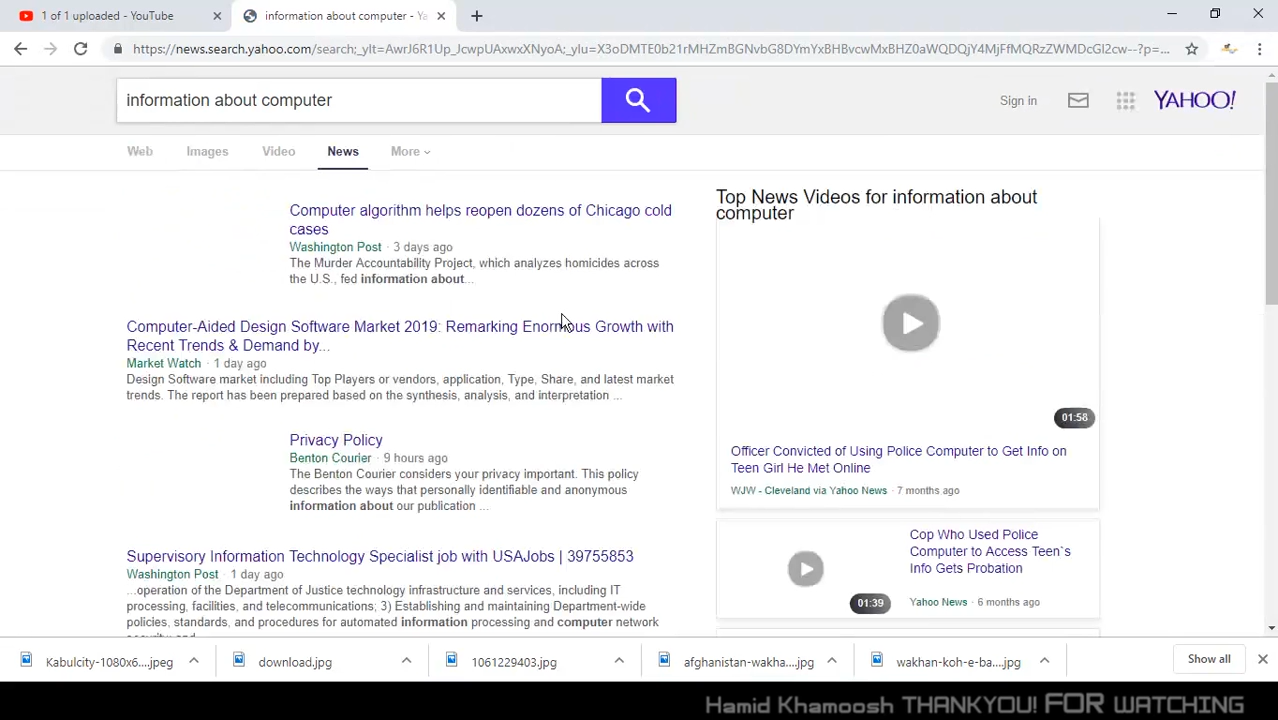 1 of 1 uploaded - YouTube
information about computer - Ya
information about computer
Sign in
YAHOO!
Web
Images
Video
News
More
Computer algorithm helps reopen dozens of Chicago cold
cases
Washington Post · 3 days ago
The Murder Accountability Project, which analyzes homicides across
the U.S., fed information about...
Computer-Aided Design Software Market 2019: Remarking Enormous Growth with
Recent Trends & Demand by...
Market Watch · 1 day ago
Design Software market including Top Players or vendors, application, Type, Share, and latest market
trends. The report has been prepared based on the synthesis, analysis, and interpretation ...
Privacy Policy
Benton Courier · 9 hours ago
The Benton Courier considers your privacy important. This policy
describes the ways that personally identifiable and anonymous
information about our publication ...
Supervisory Information Technology Specialist job with USAJobs | 39755853
Washington Post · 1 day ago
...operation of the Department of Justice technology infrastructure and services, including IT
processing, facilities, and telecommunications; 3) Establishing and maintaining Department-wide
policies, standards, and procedures for automated information processing and computer network
Top News Videos for information about
computer
01:58
Officer Convicted of Using Police Computer to Get Info on
Teen Girl He Met Online
WJW - Cleveland via Yahoo News · 7 months ago
Cop Who Used Police
Computer to Access Teen`s
Info Gets Probation
01:39
Yahoo News · 6 months ago
Kabulcity-1080x6....jpeg
download.jpg
1061229403.jpg
afghanistan-wakha....jpg
wakhan-koh-e-ba....jpg
Show all
Hamid Khamoosh THANKYOU! FOR WATCHING